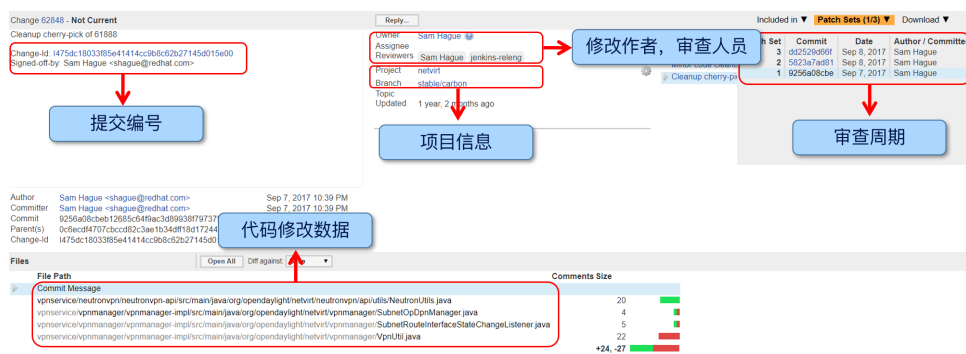 Change 62848 - Not Current
Reply...
Included in ▼ Patch Sets (1/3) ▼ Download ▼
Cleanup cherry-pick of 61888
Change-Id: I475dc18033f85e41414cc9b8c62b27145d015e00
Signed-off-by: Sam Hague <shague@redhat.com>
提交编号
Owner Sam Hague
Assignee
Reviewers Sam Hague jenkins-releng
Project netvirt
Branch stable/carbon
Topic
Updated 1 year, 2 months ago
修改作者，审查人员
项目信息
Set Commit Date Author / Committe
3 dd2529d66f Sep 8, 2017 Sam Hague
2 5823a7ad81 Sep 8, 2017 Sam Hague
1 9256a08cbe Sep 7, 2017 Sam Hague
Cleanup cherry-pi
审查周期
Author Sam Hague <shague@redhat.com> Sep 7, 2017 10:39 PM
Committer Sam Hague <shague@redhat.com> Sep 7, 2017 10:39 PM
Commit 9256a08cbeb12685c64f9ac3d89938f79737
Parent(s) 0c6ecdf4707cbccd82c3ae1b34dff18d17244
Change-Id I475dc18033f85e41414cc9b8c62b27145d0
代码修改数据
Files
Open All Diff against:
File Path Comments Size
Commit Message
vpnservice/neutronvpn/neutronvpn-api/src/main/java/org/opendaylight/netvirt/neutronvpn/api/utils/NeutronUtils.java 20
vpnservice/vpnmanager/vpnmanager-impl/src/main/java/org/opendaylight/netvirt/vpnmanager/SubnetOpDpnManager.java 4
vpnservice/vpnmanager/vpnmanager-impl/src/main/java/org/opendaylight/netvirt/vpnmanager/SubnetRouteInterfaceStateChangeListener.java 5
vpnservice/vpnmanager/vpnmanager-impl/src/main/java/org/opendaylight/netvirt/vpnmanager/VpnUtil.java 22
+24, -27